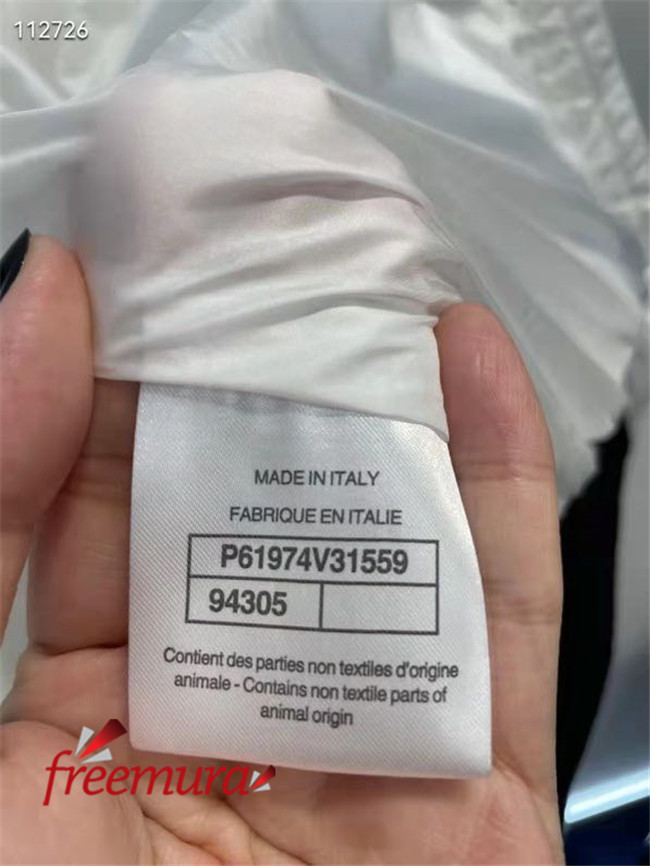 112726
MADE IN ITALY
FABRIQUE EN ITALIE
P61974V31559
94305
Contient des parties non textiles d'origine
animale - Contains non textile parts of
animal origin
freemura